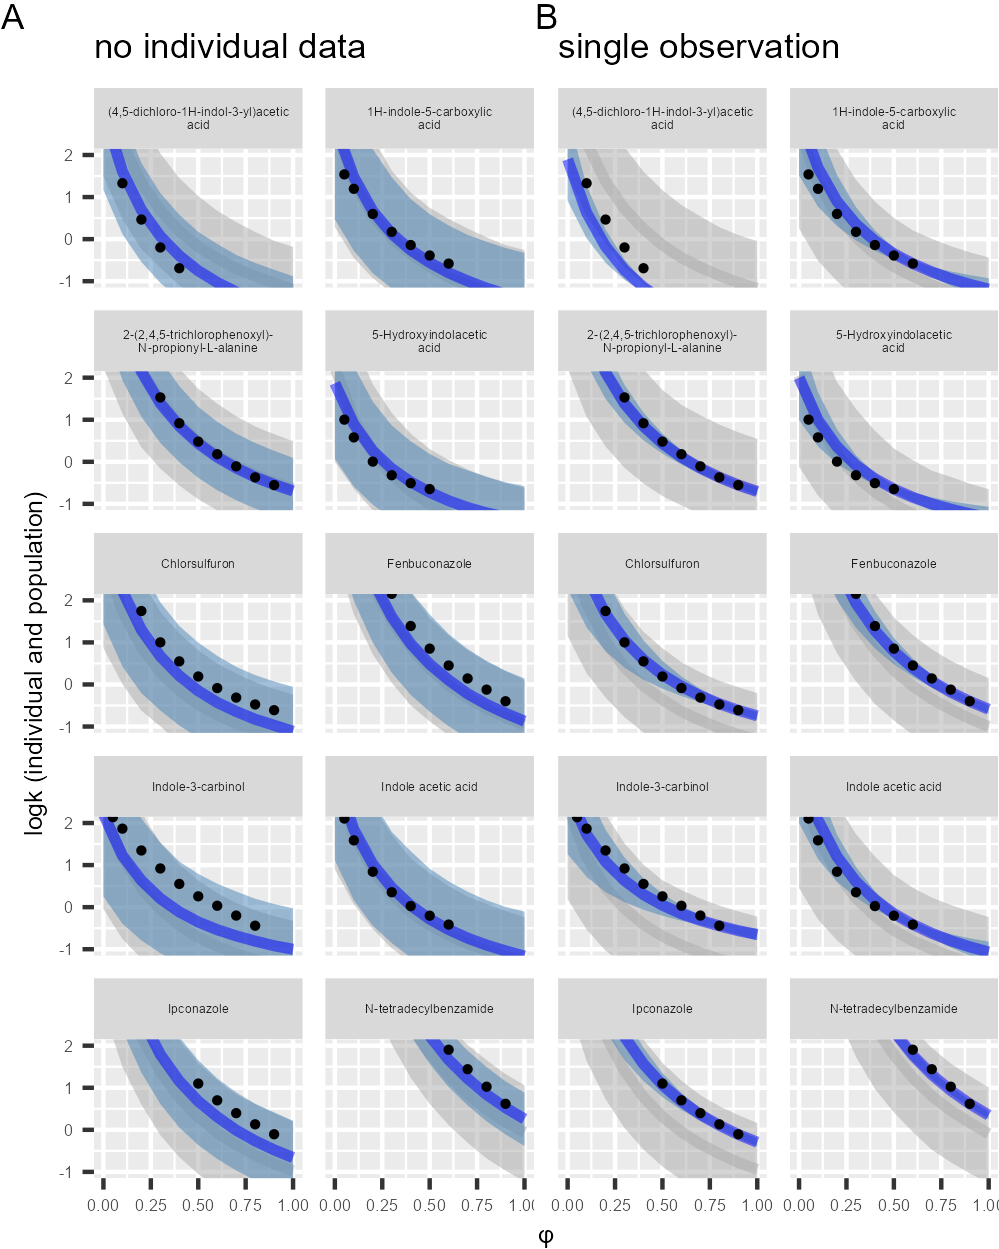 A
B
no individual data
single observation
(4,5-dichloro-1H-indol-3-yl)acetic
acid
1H-indole-5-carboxylic
acid
(4,5-dichloro-1H-indol-3-yl)acetic
acid
1H-indole-5-carboxylic
acid
2
1
0
-1
2-(2,4,5-trichlorophenoxyl)-
N-propionyl-L-alanine
5-Hydroxyindolacetic
acid
2-(2,4,5-trichlorophenoxyl)-
N-propionyl-L-alanine
5-Hydroxyindolacetic
acid
2
1
0
-1
logk (individual and population)
Chlorsulfuron
Fenbuconazole
Chlorsulfuron
Fenbuconazole
2
1
0
-1
Indole-3-carbinol
Indole acetic acid
Indole-3-carbinol
Indole acetic acid
2
1
0
-1
Ipconazole
N-tetradecylbenzamide
Ipconazole
N-tetradecylbenzamide
2
1
0
-1
0.00 0.25 0.50 0.75 1.00
0.00 0.25 0.50 0.75 1.00
0.00 0.25 0.50 0.75 1.00
0.00 0.25 0.50 0.75 1.00
φ